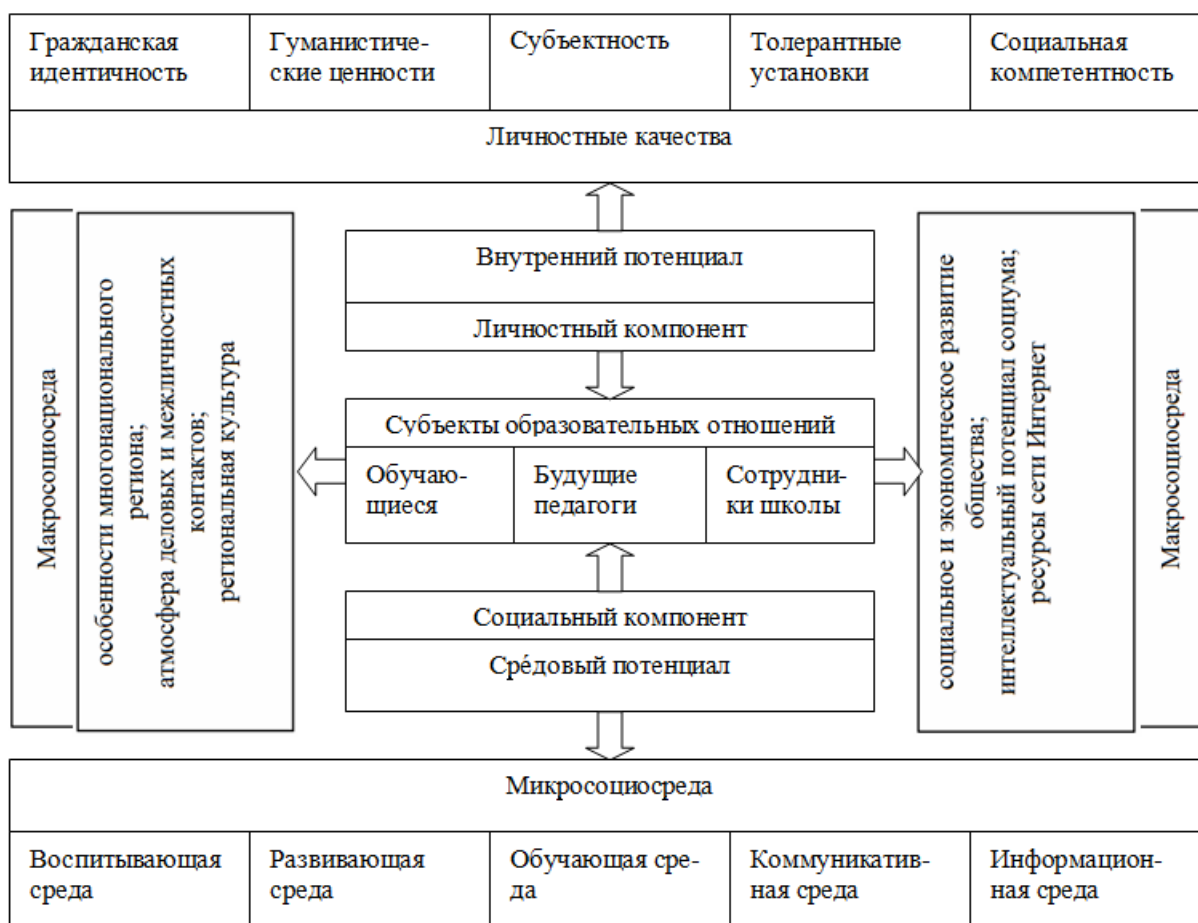 Гражданская
идентичность
Гуманистиче-
ские ценности
Субъектность
Толерантные
установки
Социальная
компетентность
Личностные качества
Макросоциосреда
особенности многонационального
региона;
атмосфера деловых и межличностных
контактов;
региональная культура
Внутренний потенциал
Личностный компонент
Субъекты образовательных отношений
Обучаю-
щиеся
Будущие
педагоги
Сотрудни-
ки школы
Социальный компонент
Срéдовый потенциал
социальное и экономическое развитие
общества;
интеллектуальный потенциал социума;
ресурсы сети Интернет
Макросоциосреда
Микросоциосреда
Воспитывающая
среда
Развивающая
среда
Обучающая сре-
да
Коммуникатив-
ная среда
Информацион-
ная среда